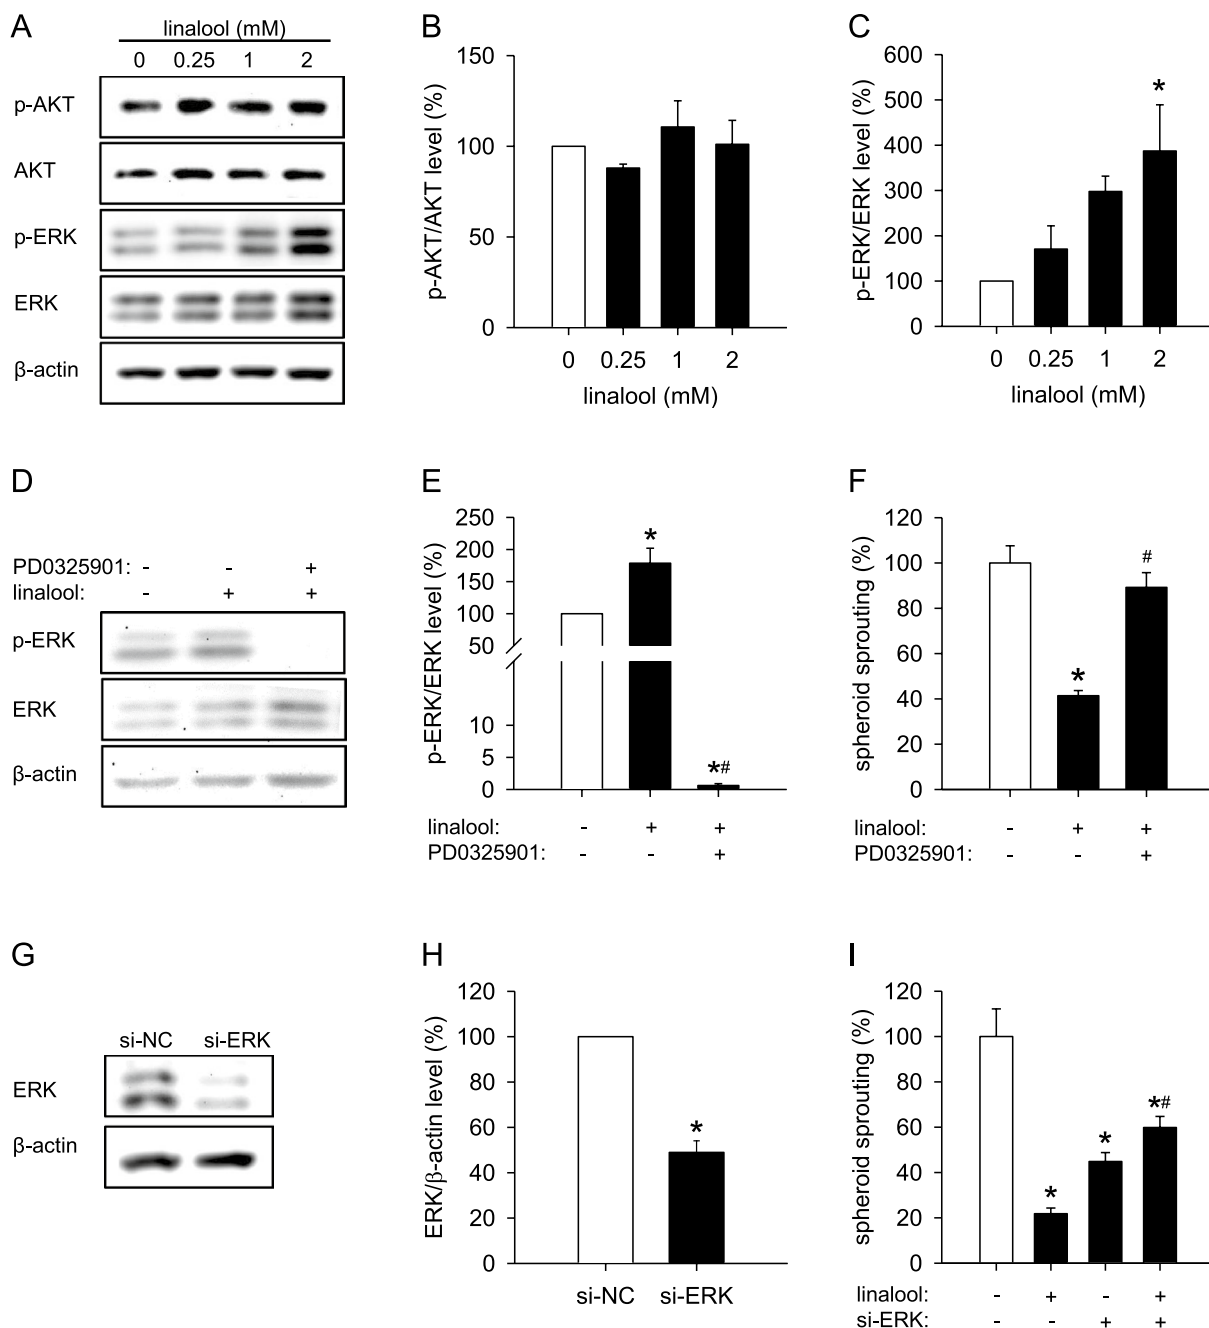 A
linalool (mM)
0 0.25 1 2
p-AKT
AKT
p-ERK
ERK
β-actin
B
p-AKT/AKT level (%)
150
100
50
0
0 0.25 1 2
linalool (mM)
C
p-ERK/ERK level (%)
600
500
400
300
200
100
0
*
0 0.25 1 2
linalool (mM)
D
PD0325901: - - +
linalool: - + +
p-ERK
ERK
β-actin
E
p-ERK/ERK level (%)
250
200
150
100
50
10
5
0
*
*#
linalool: - + +
PD0325901: - - +
F
spheroid sprouting (%)
120
100
80
60
40
20
0
*
#
linalool: - + +
PD0325901: - - +
G
si-NC si-ERK
ERK
β-actin
H
ERK/β-actin level (%)
120
100
80
60
40
20
0
*
si-NC si-ERK
I
spheroid sprouting (%)
120
100
80
60
40
20
0
*
*
*#
linalool: - + - +
si-ERK: - - + +